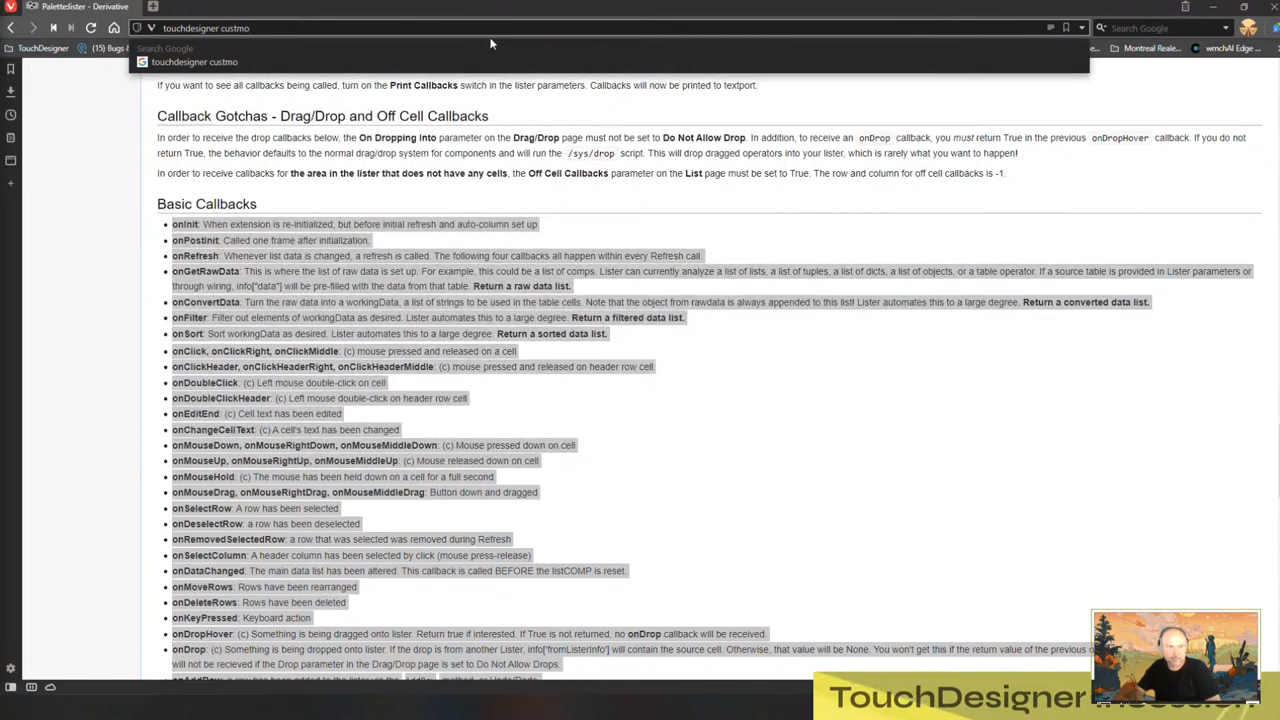 Palette:lister - Derivative
touchdesigner custmo
Search Google
TouchDesigner
(15) Bugs &
Montreal Reale...
wrnchAI Edge ...
Search Google
touchdesigner custmo
If you want to see all callbacks being called, turn on the Print Callbacks switch in the lister parameters. Callbacks will now be printed to textport.
Callback Gotchas - Drag/Drop and Off Cell Callbacks
In order to receive the drop callbacks below, the On Dropping Into parameter on the Drag/Drop page must not be set to Do Not Allow Drop. In addition, to receive an onDrop callback, you must return True in the previous onDropHover callback. If you do not
return True, the behavior defaults to the normal drag/drop system for components and will run the /sys/drop script. This will drop dragged operators into your lister, which is rarely what you want to happen!
In order to receive callbacks for the area in the lister that does not have any cells, the Off Cell Callbacks parameter on the List page must be set to True. The row and column for off cell callbacks is -1.
Basic Callbacks
onInit: When extension is re-initialized, but before initial refresh and auto-column set up
onPostInit: Called one frame after initialization.
onRefresh: Whenever list data is changed, a refresh is called. The following four callbacks all happen within every Refresh call.
onGetRawData: This is where the list of raw data is set up. For example, this could be a list of comps. Lister can currently analyze a list of lists, a list of tuples, a list of dicts, a list of objects, or a table operator. If a source table is provided in Lister parameters or
through wiring, info["data"] will be pre-filled with the data from that table. Return a raw data list.
onConvertData: Turn the raw data into a workingData, a list of strings to be used in the table cells. Note that the object from rawdata is always appended to this list! Lister automates this to a large degree. Return a converted data list.
onFilter: Filter out elements of workingData as desired. Lister automates this to a large degree. Return a filtered data list.
onSort: Sort workingData as desired. Lister automates this to a large degree. Return a sorted data list.
onClick, onClickRight, onClickMiddle: (c) mouse pressed and released on a cell
onClickHeader, onClickHeaderRight, onClickHeaderMiddle: (c) mouse pressed and released on header row cell
onDoubleClick: (c) Left mouse double-click on cell
onDoubleClickHeader: (c) Left mouse double-click on header row cell
onEditEnd: (c) Cell text has been edited
onChangeCellText: (c) A cell's text has been changed
onMouseDown, onMouseRightDown, onMouseMiddleDown: (c) Mouse pressed down on cell
onMouseUp, onMouseRightUp, onMouseMiddleUp: (c) Mouse released down on cell
onMouseHold: (c) The mouse has been held down on a cell for a full second
onMouseDrag, onMouseRightDrag, onMouseMiddleDrag: Button down and dragged
onSelectRow: A row has been selected
onDeselectRow: a row has been deselected
onRemovedSelectedRow: a row that was selected was removed during Refresh
onSelectColumn: A header column has been selected by click (mouse press-release)
onDataChanged: The main data list has been altered. This callback is called BEFORE the listCOMP is reset.
onMoveRows: Rows have been rearranged
onDeleteRows: Rows have been deleted
onKeyPressed: Keyboard action
onDropHover: (c) Something is being dragged onto lister. Return true if interested. If True is not returned, no onDrop callback will be received.
onDrop: (c) Something is being dropped onto lister. If the drop is from another Lister, info['fromListerInfo'] will contain the source cell. Otherwise, that value will be None. You won't get this if the return value of the previous
will not be recieved if the Drop parameter in the Drag/Drop page is set to Do Not Allow Drops.
TouchDesigner